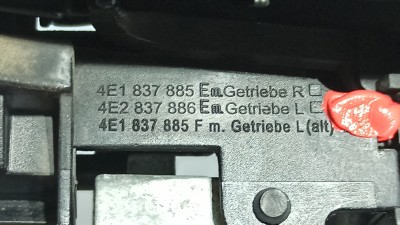 4E1 837 885 E m. Getriebe R
4E2 837 886 E m. Getriebe L
4E1 837 885 F m. Getriebe L (alt)